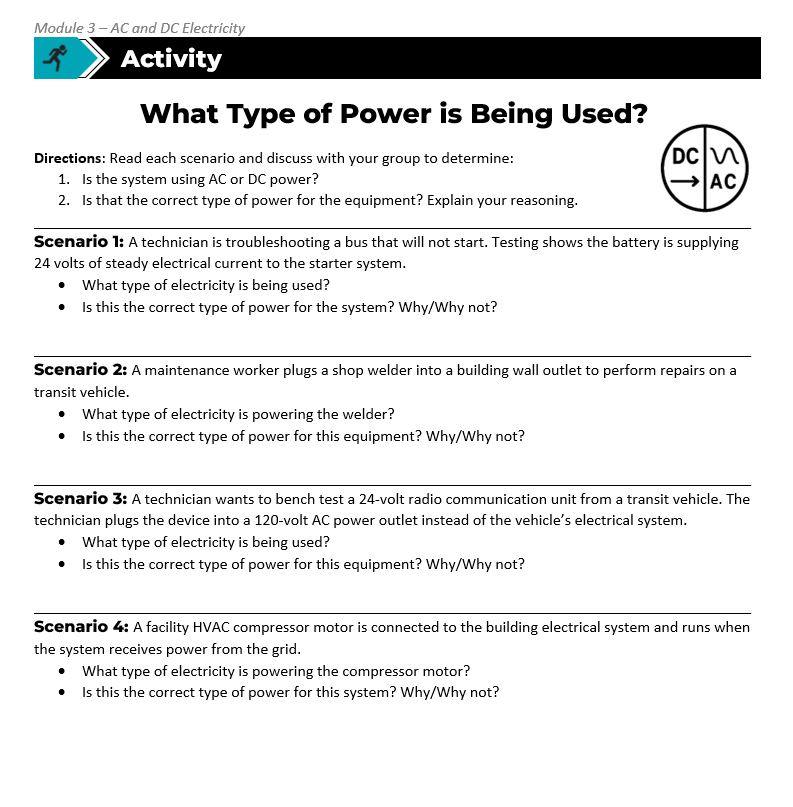 Module 3 – AC and DC Electricity
Activity
What Type of Power is Being Used?
DC
AC
Directions: Read each scenario and discuss with your group to determine:
1. Is the system using AC or DC power?
2. Is that the correct type of power for the equipment? Explain your reasoning.
Scenario 1: A technician is troubleshooting a bus that will not start. Testing shows the battery is supplying
24 volts of steady electrical current to the starter system.
• What type of electricity is being used?
• Is this the correct type of power for the system? Why/Why not?
Scenario 2: A maintenance worker plugs a shop welder into a building wall outlet to perform repairs on a
transit vehicle.
• What type of electricity is powering the welder?
• Is this the correct type of power for this equipment? Why/Why not?
Scenario 3: A technician wants to bench test a 24-volt radio communication unit from a transit vehicle. The
technician plugs the device into a 120-volt AC power outlet instead of the vehicle’s electrical system.
• What type of electricity is being used?
• Is this the correct type of power for this equipment? Why/Why not?
Scenario 4: A facility HVAC compressor motor is connected to the building electrical system and runs when
the system receives power from the grid.
• What type of electricity is powering the compressor motor?
• Is this the correct type of power for this system? Why/Why not?